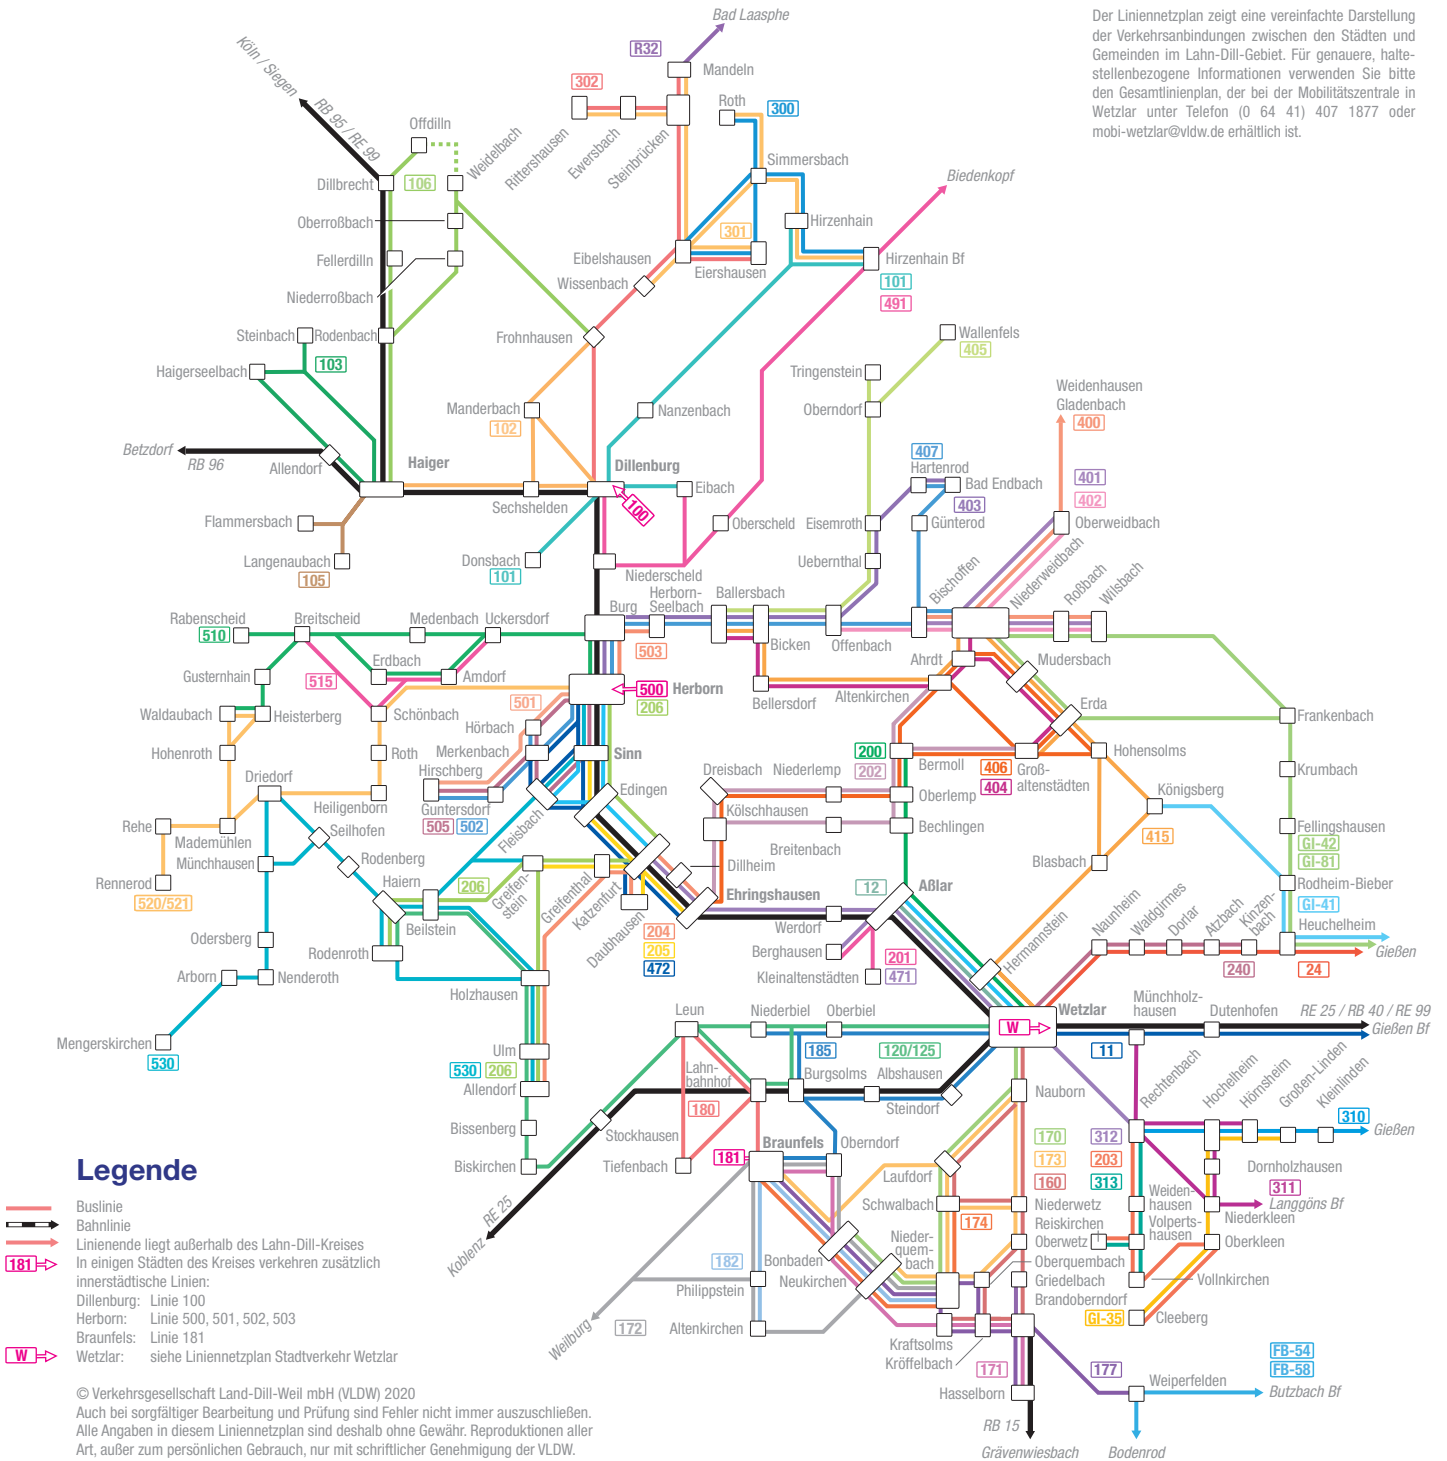 Der Liniennetzplan zeigt eine vereinfachte Darstellung
der Verkehrsanbindungen zwischen den Städten und
Gemeinden im Lahn-Dill-Gebiet. Für genauere, halte-
stellenbezogene Informationen verwenden Sie bitte
den Gesamtlinienplan, der bei der Mobilitätszentrale in
Wetzlar unter Telefon (0 64 41) 407 1877 oder
mobi-wetzlar@vldw.de erhältlich ist.
Bad Laasphe
R32
Mandeln
Köln / Siegen
RB 95 / RE 99
302
Roth
300
Offdilln
Weidelbach
Rittershausen
Ewersbach
Steinbrücken
Simmersbach
Biedenkopf
Dillbrecht
106
Oberroßbach
Hirzenhain
301
Fellerdilln
Eibelshausen
Eiershausen
Hirzenhain Bf
Niederroßbach
Wissenbach
101
491
Steinbach
Rodenbach
Frohnhausen
Wallenfels
405
103
Haigerseelbach
Tringenstein
Weidenhausen
Gladenbach
400
Manderbach
102
Nanzenbach
Oberndorf
Betzdorf
RB 96
Allendorf
Haiger
Dillenburg
407
Hartenrod
Bad Endbach
401
402
403
Sechshelden
100
Eibach
Flammersbach
Oberscheld
Eisemroth
Günterod
Oberweidbach
Langenaubach
105
Donsbach
101
Niederscheld
Uebernthal
Bischoffen
Niederweidbach
Roßbach
Wilsbach
Rabenscheid
510
Breitscheid
Medenbach
Uckersdorf
Burg
Herborn-
Seelbach
503
Ballersbach
Bicken
Offenbach
Gusternhain
Erdbach
Amdorf
515
Ahrdt
Mudersbach
Herborn
500
206
Bellersdorf
Altenkirchen
Waldaubach
Heisterberg
Schönbach
501
Hörbach
Erda
Frankenbach
Hohenroth
Roth
Merkenbach
Sinn
200
202
Bermoll
406
404
Groß-
altenstädten
Hohensolms
Driedorf
Heiligenborn
Hirschberg
Guntersdorf
505
502
Fleisbach
Edingen
Dreisbach
Niederlemp
Krumbach
Kölschhausen
Oberlemp
Königsberg
Rehe
Mademühlen
Seilhofen
Bechlingen
415
Fellingshausen
GI-42
GI-81
Münchhausen
Rodenberg
Breitenbach
Dillheim
Blasbach
Rennerod
520/521
Haiern
206
Greifen-
stein
Greifenthal
Katzenfurt
Daubhausen
Ehringshausen
12
Aßlar
Rodheim-Bieber
GI-41
Beilstein
Werdorf
Hermannstein
Naunheim
Waldgirmes
Dorlar
Atzbach
Kinzen-
bach
Heuchelheim
Gießen
Odersberg
Rodenroth
204
205
472
Berghausen
201
471
Kleinaltenstädten
240
24
Arborn
Nenderoth
Holzhausen
Leun
Niederbiel
Oberbiel
Wetzlar
W
Münchholz-
hausen
Dutenhofen
RE 25 / RB 40 / RE 99
Gießen Bf
Mengerskirchen
530
Ulm
530
206
185
120/125
11
Lahn-
bahnhof
Burgsolms
Albshausen
Allendorf
Steindorf
Nauborn
Rechtenbach
Hochelheim
Hörnsheim
Großen-Linden
Kleinlinden
180
310
Gießen
Bissenberg
Stockhausen
Braunfels
181
Oberndorf
170
173
160
312
203
313
Biskirchen
Tiefenbach
Laufdorf
Dornholzhausen
311
Langgöns Bf
Legende
Buslinie
Bahnlinie
Linienende liegt außerhalb des Lahn-Dill-Kreises
181
In einigen Städten des Kreises verkehren zusätzlich
innerstädtische Linien:
Dillenburg: Linie 100
Herborn: Linie 500, 501, 502, 503
Braunfels: Linie 181
W
Wetzlar: siehe Liniennetzplan Stadtverkehr Wetzlar
RE 25
Koblenz
Schwalbach
174
Niederwetz
Reiskirchen
Weiden-
hausen
Volperts-
hausen
Niederkleen
Nieder-
quem-
bach
Oberwetz
Oberkleen
182
Bonbaden
Oberquembach
Philippstein
Neukirchen
Griedelbach
Vollnkirchen
Brandoberndorf
GI-35
Cleeberg
Weilburg
172
Altenkirchen
Kraftsolms
Kröffelbach
171
177
FB-54
FB-58
Hasselborn
Weiperfelden
Butzbach Bf
RB 15
Grävenwiesbach
Bodenrod
© Verkehrsgesellschaft Land-Dill-Weil mbH (VLDW) 2020
Auch bei sorgfältiger Bearbeitung und Prüfung sind Fehler nicht immer auszuschließen.
Alle Angaben in diesem Liniennetzplan sind deshalb ohne Gewähr. Reproduktionen aller
Art, außer zum persönlichen Gebrauch, nur mit schriftlicher Genehmigung der VLDW.